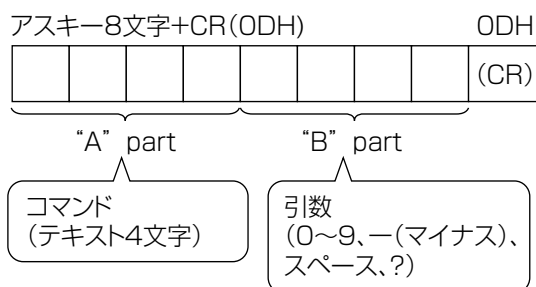 アスキー8文字+CR(0DH)
0DH
(CR)
“A” part
“B” part
コマンド
(テキスト4文字)
引数
(0～9、ー(マイナス)、
スペース、?)